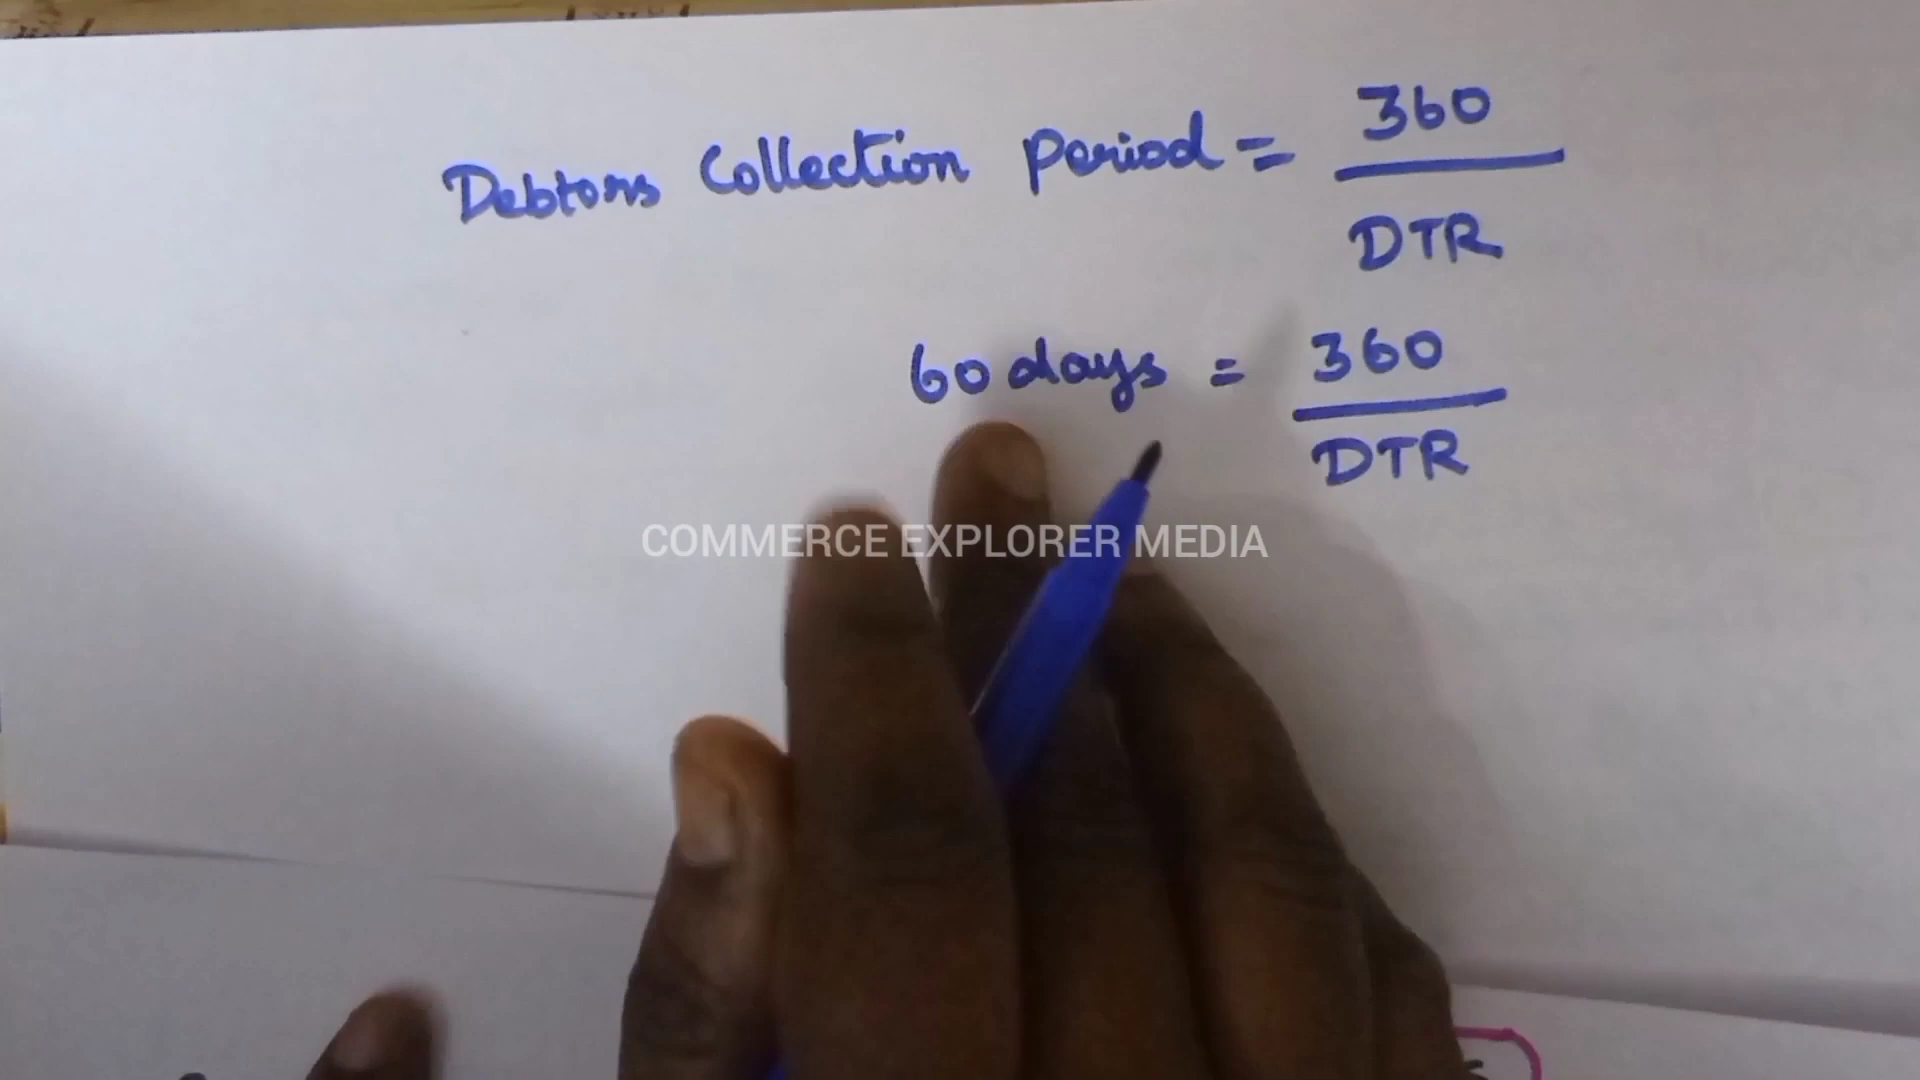 Debtors Collection Period = 360
DTR
60 days = 360
DTR
COMMERCE EXPLORER MEDIA